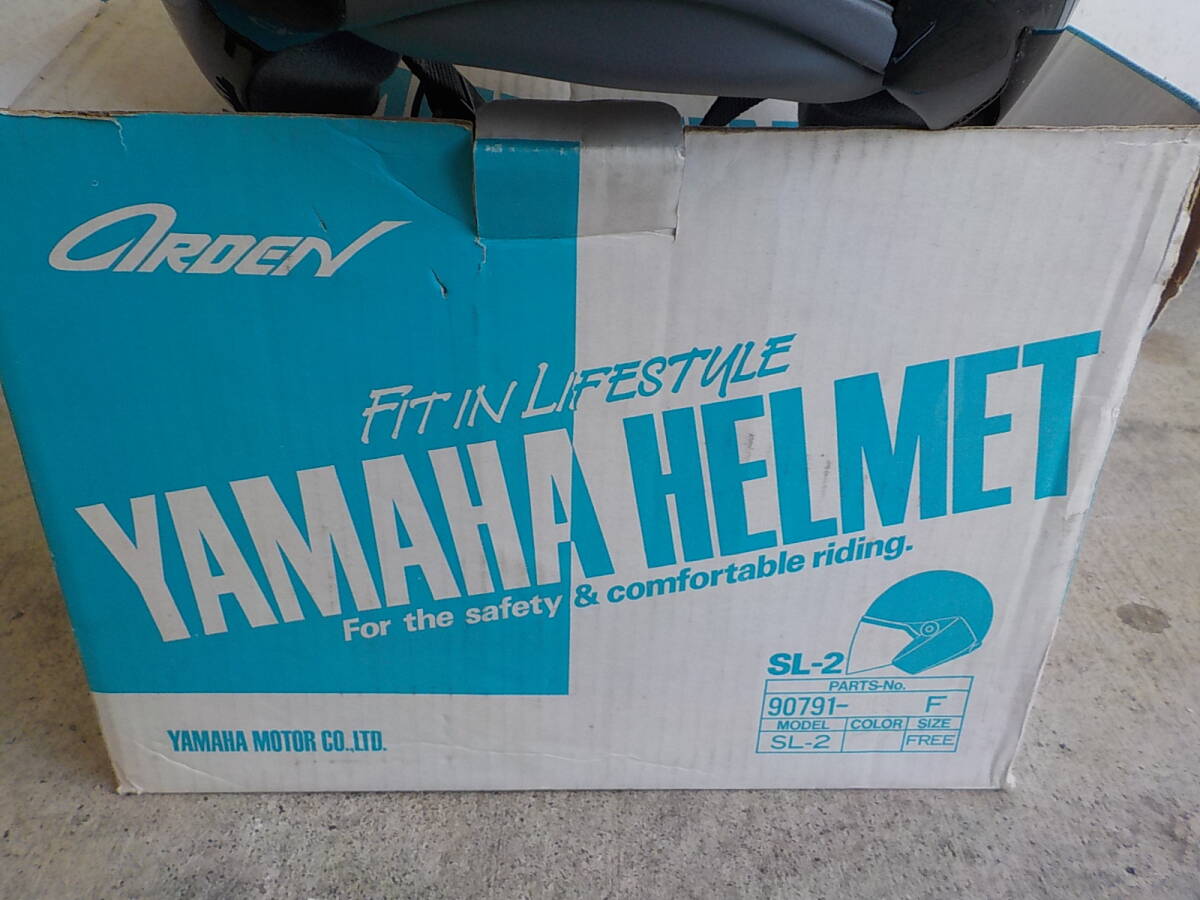 ARDEN
FIT IN LIFESTYLE
YAMAHA HELMET
For the safety & comfortable riding.
SL-2
PARTS-No.
90791- F
MODEL COLOR SIZE
SL-2 FREE
YAMAHA MOTOR CO.,LTD.